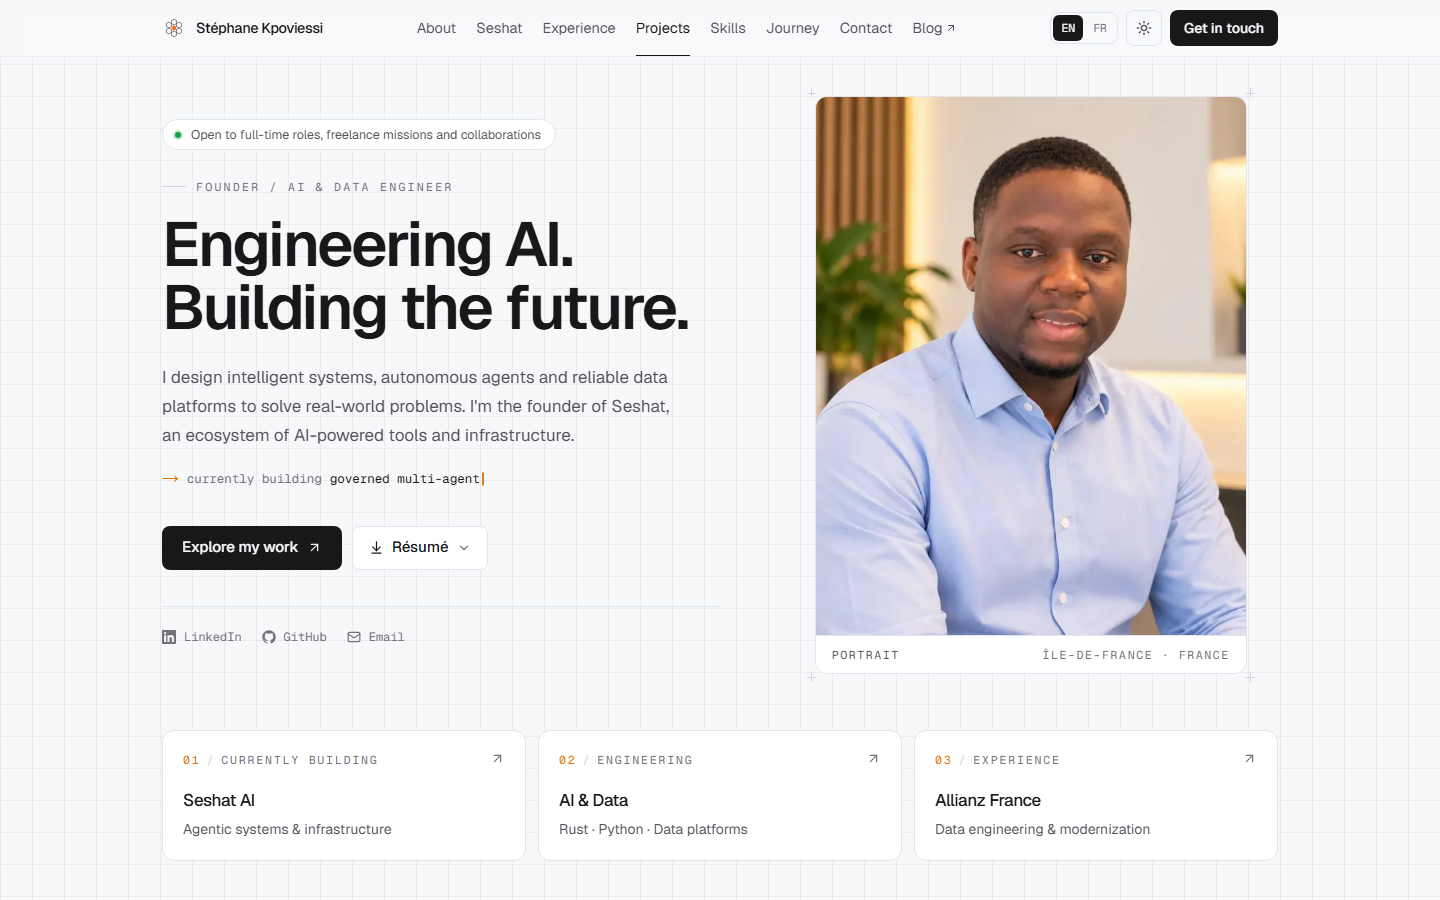 Stéphane Kpoviessi
About
Seshat
Experience
Projects
Skills
Journey
Contact
Blog
EN
FR
Get in touch
Open to full-time roles, freelance missions and collaborations
FOUNDER / AI & DATA ENGINEER
Engineering AI.
Building the future.
I design intelligent systems, autonomous agents and reliable data
platforms to solve real-world problems. I'm the founder of Seshat,
an ecosystem of AI-powered tools and infrastructure.
→ currently building governed multi-agent
Explore my work
Résumé
LinkedIn
GitHub
Email
PORTRAIT
ÎLE-DE-FRANCE · FRANCE
01 / CURRENTLY BUILDING
Seshat AI
Agentic systems & infrastructure
02 / ENGINEERING
AI & Data
Rust · Python · Data platforms
03 / EXPERIENCE
Allianz France
Data engineering & modernization